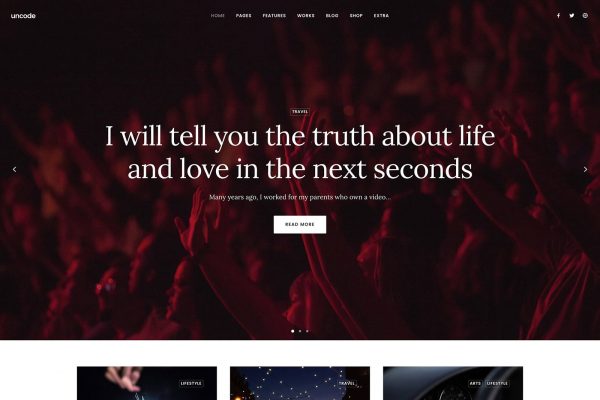 uncode
HOME PAGES FEATURES WORKS BLOG SHOP EXTRA
TRAVEL
I will tell you the truth about life
and love in the next seconds
Many years ago, I worked for my parents who own a video...
READ MORE
LIFESTYLE
TRAVEL
ARTS LIFESTYLE